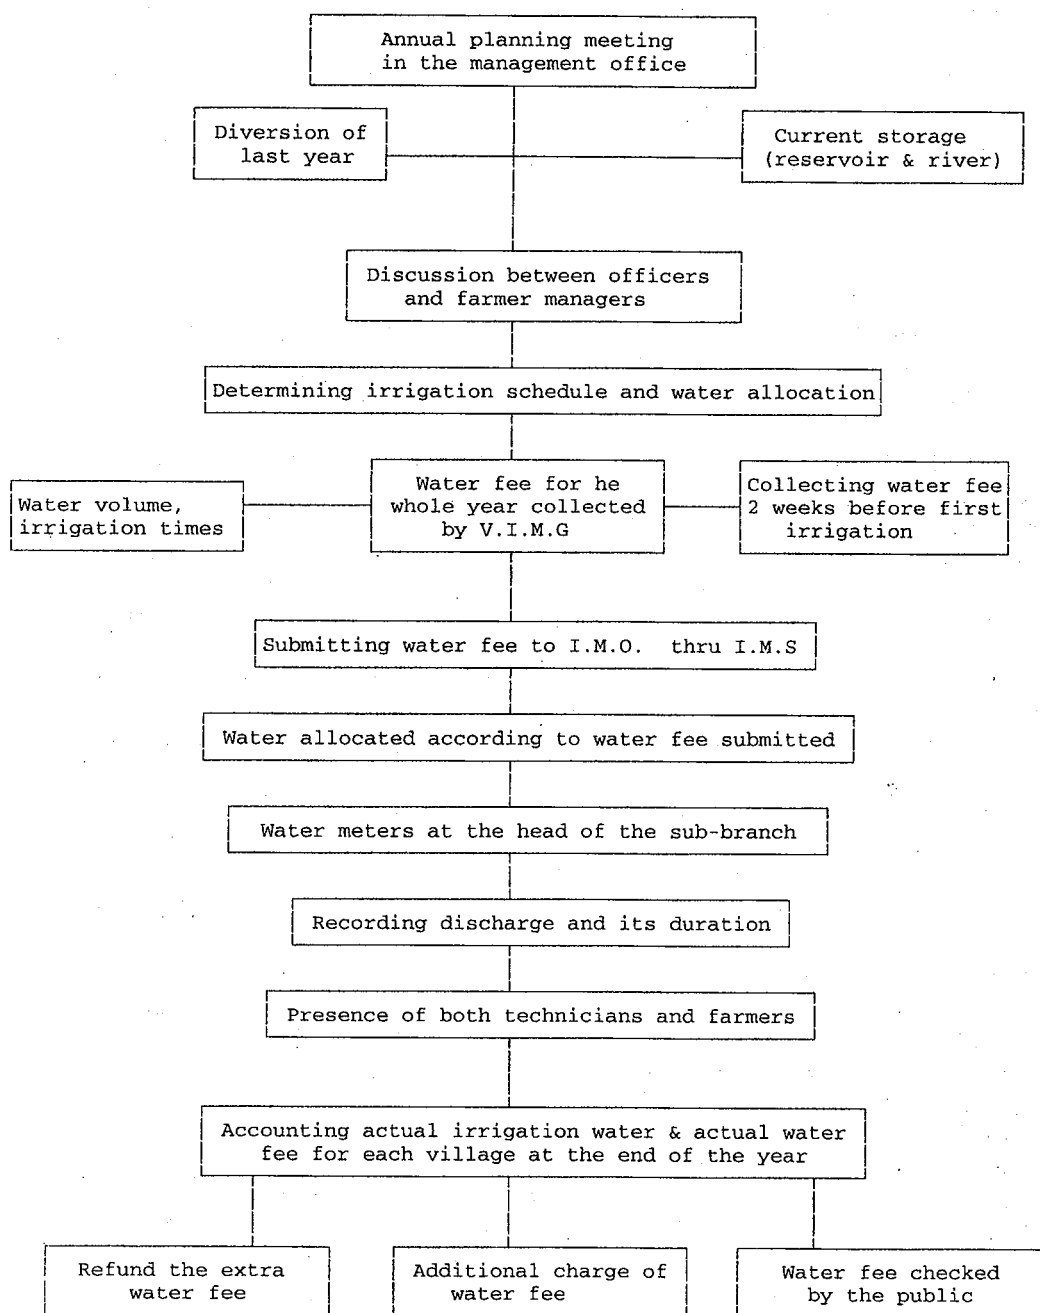 Annual planning meeting
in the management office
Diversion of
last year
Current storage
(reservoir & river)
Discussion between officers
and farmer managers
Determining irrigation schedule and water allocation
Water volume,
irrigation times
Water fee for he
whole year collected
by V.I.M.G
Collecting water fee
2 weeks before first
irrigation
Submitting water fee to I.M.O. thru I.M.S
Water allocated according to water fee submitted
Water meters at the head of the sub-branch
Recording discharge and its duration
Presence of both technicians and farmers
Accounting actual irrigation water & actual water
fee for each village at the end of the year
Refund the extra
water fee
Additional charge of
water fee
Water fee checked
by the public